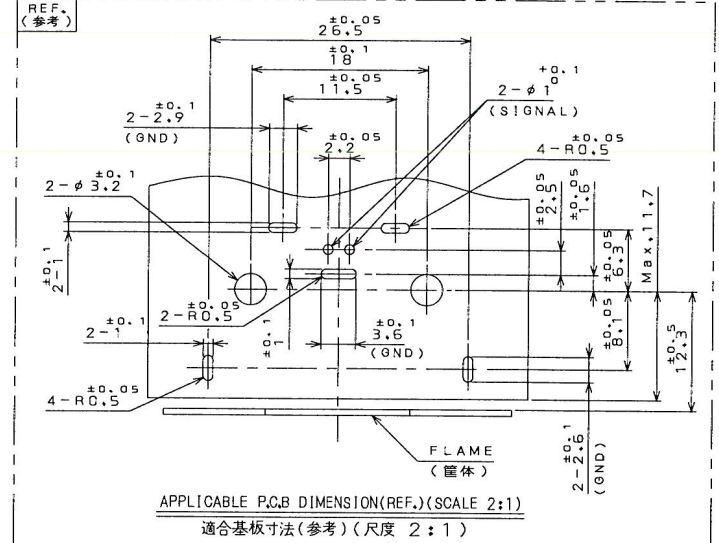 REF.
(参考)
±0.05
26.5
±0.1
18
±0.05
11.5
+0.1
0
2-φ1
(SIGNAL)
±0.1
2-2.9
(GND)
±0.05
2.2
±0.05
4-R0.5
±0.1
2-φ3.2
±0.05
2.5
±0.05
1.6
±0.05
6.3
Max.11.7
±0.1
2-1
±0.05
2-R0.5
±0.1
1
±0.1
3.6
(GND)
±0.05
8.1
±0.5
12.3
±0.1
2-1
±0.05
4-R0.5
±0.1
2-2.6
(GND)
FLAME
(筐体)
APPLICABLE P.C.B DIMENSION(REF.)(SCALE 2:1)
適合基板寸法(参考)(尺度 2:1)